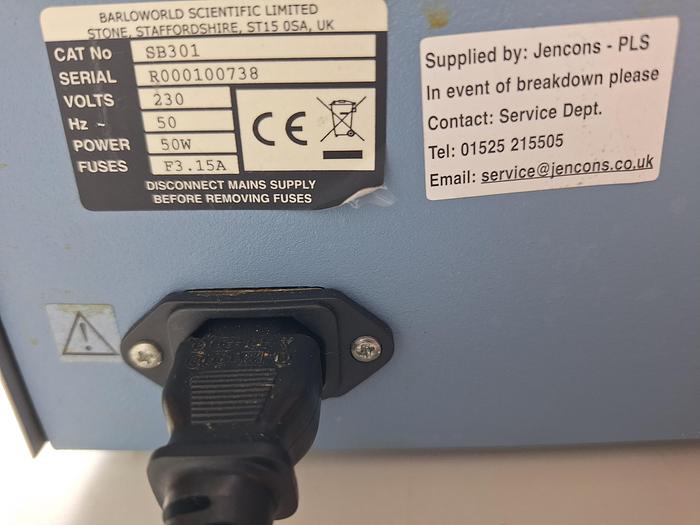 BARLOWORLD SCIENTIFIC LIMITED
STONE, STAFFORDSHIRE, ST15 0SA, UK
CAT No SB301
SERIAL R000100738
VOLTS 230
Hz ~ 50
POWER 50W
FUSES F3.15A
CE
DISCONNECT MAINS SUPPLY
BEFORE REMOVING FUSES
Supplied by: Jencons - PLS
In event of breakdown please
Contact: Service Dept.
Tel: 01525 215505
Email: service@jencons.co.uk